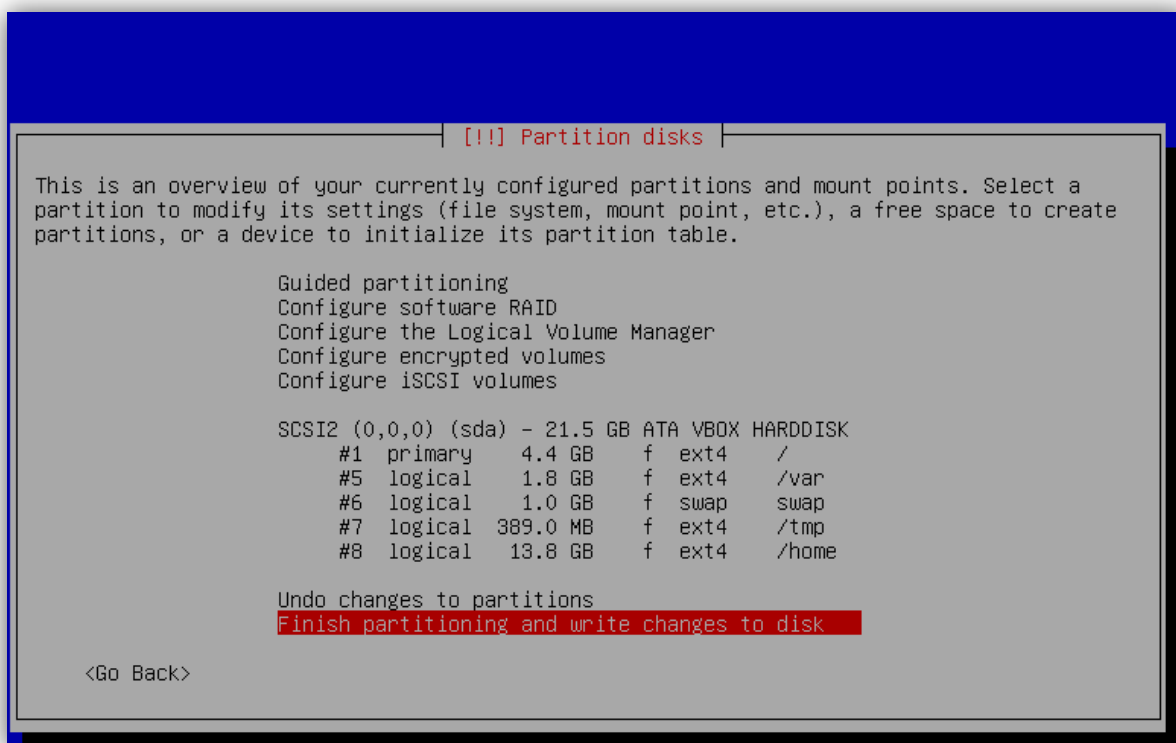 [!!] Partition disks
This is an overview of your currently configured partitions and mount points. Select a
partition to modify its settings (file system, mount point, etc.), a free space to create
partitions, or a device to initialize its partition table.
Guided partitioning
Configure software RAID
Configure the Logical Volume Manager
Configure encrypted volumes
Configure iSCSI volumes
SCSI2 (0,0,0) (sda) - 21.5 GB ATA VBOX HARDDISK
#1 primary 4.4 GB f ext4 /
#5 logical 1.8 GB f ext4 /var
#6 logical 1.0 GB f swap swap
#7 logical 389.0 MB f ext4 /tmp
#8 logical 13.8 GB f ext4 /home
Undo changes to partitions
Finish partitioning and write changes to disk
<Go Back>